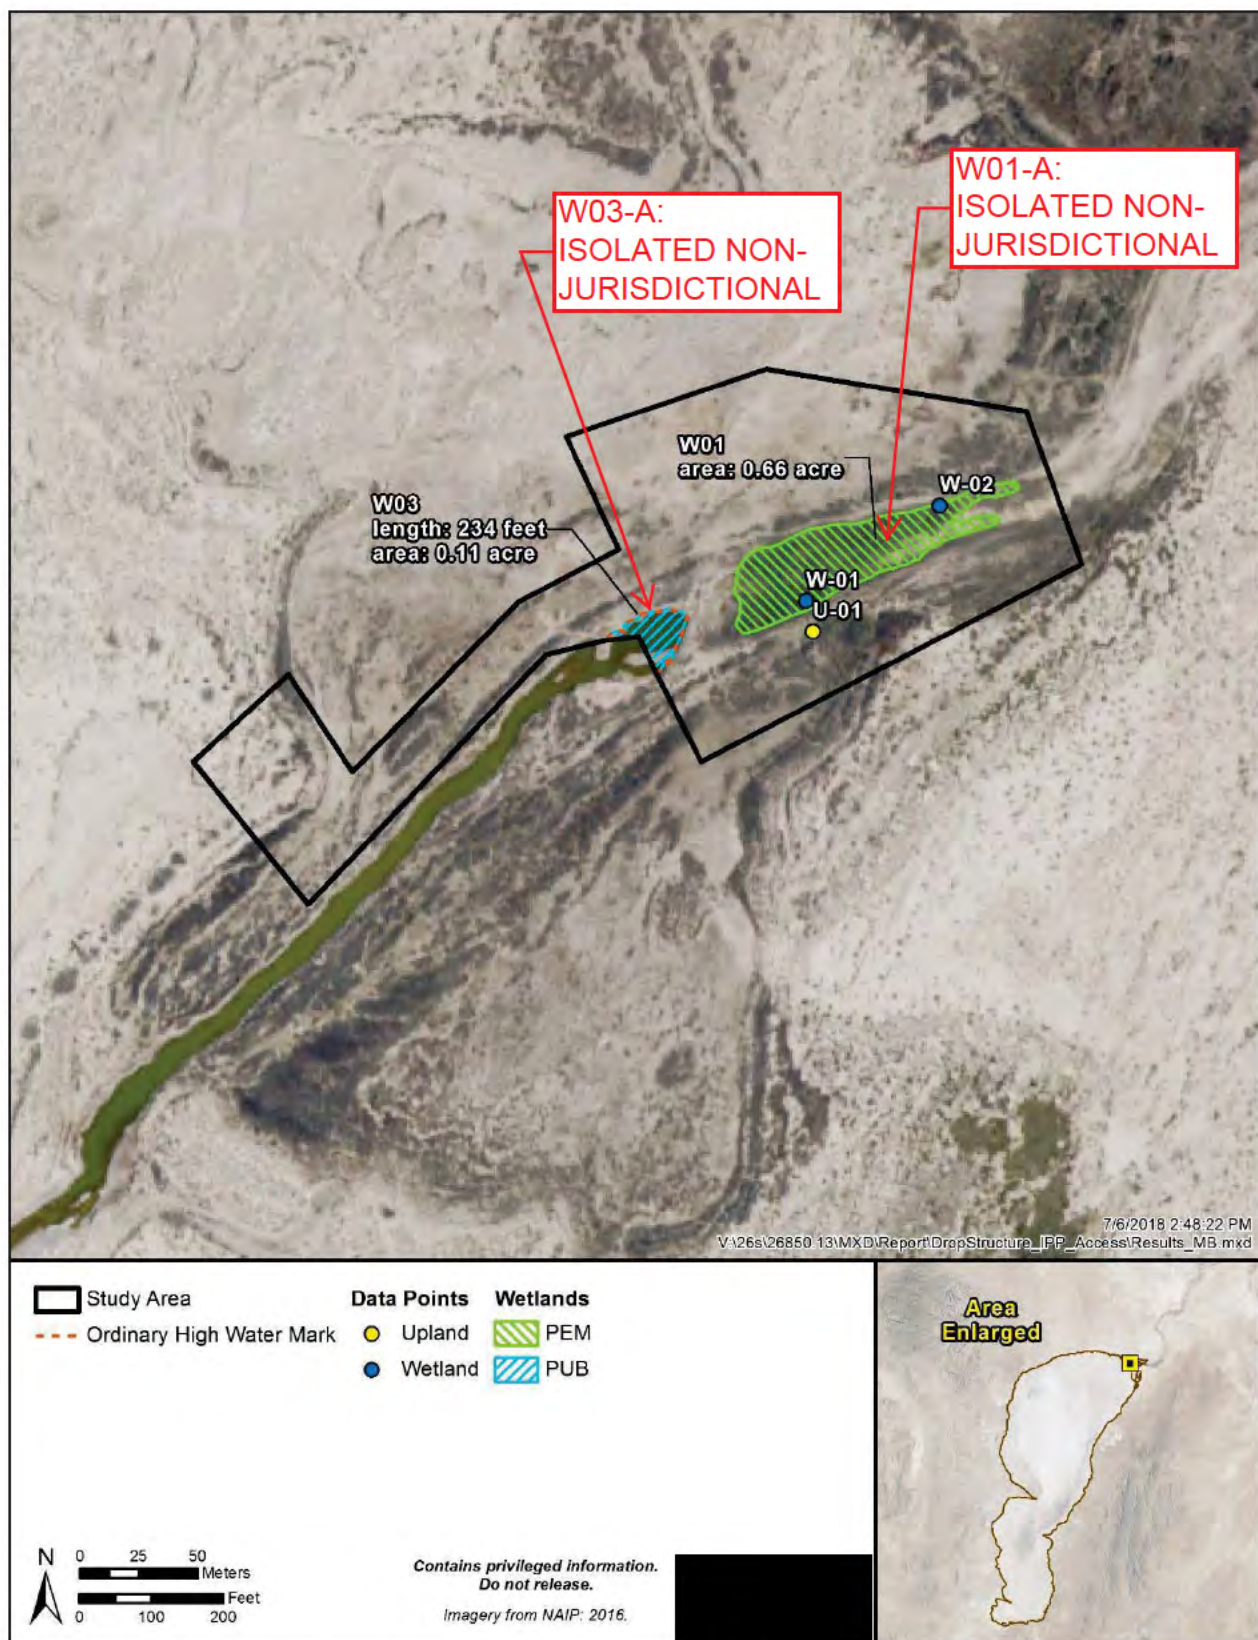 W03-A:
ISOLATED NON-
JURISDICTIONAL
W01-A:
ISOLATED NON-
JURISDICTIONAL
W01
area: 0.66 acre
W-02
W03
length: 234 feet
area: 0.11 acre
W-01
U-01
7/6/2018 2:48:22 PM
V:\26s\26850.13\MXD\Report\DropStructure_IPP_Access\Results_MB.mxd
Study Area
Ordinary High Water Mark
Data Points
Upland
Wetland
Wetlands
PEM
PUB
Area
Enlarged
N
0 25 50
Meters
Feet
0 100 200
Contains privileged information.
Do not release.
Imagery from NAIP: 2016.